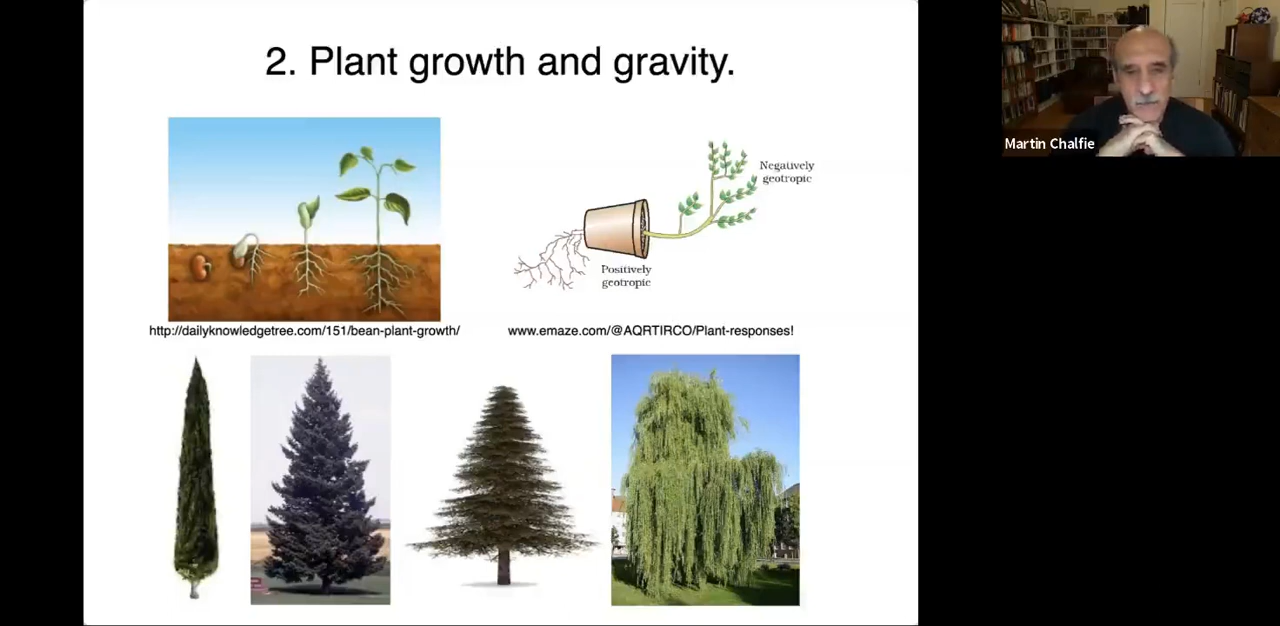 2. Plant growth and gravity.
Martin Chalfie
Negatively
geotropic
Positively
geotropic
http://dailyknowledgetree.com/151/bean-plant-growth/
www.emaze.com/@AQRTIRCO/Plant-responses!